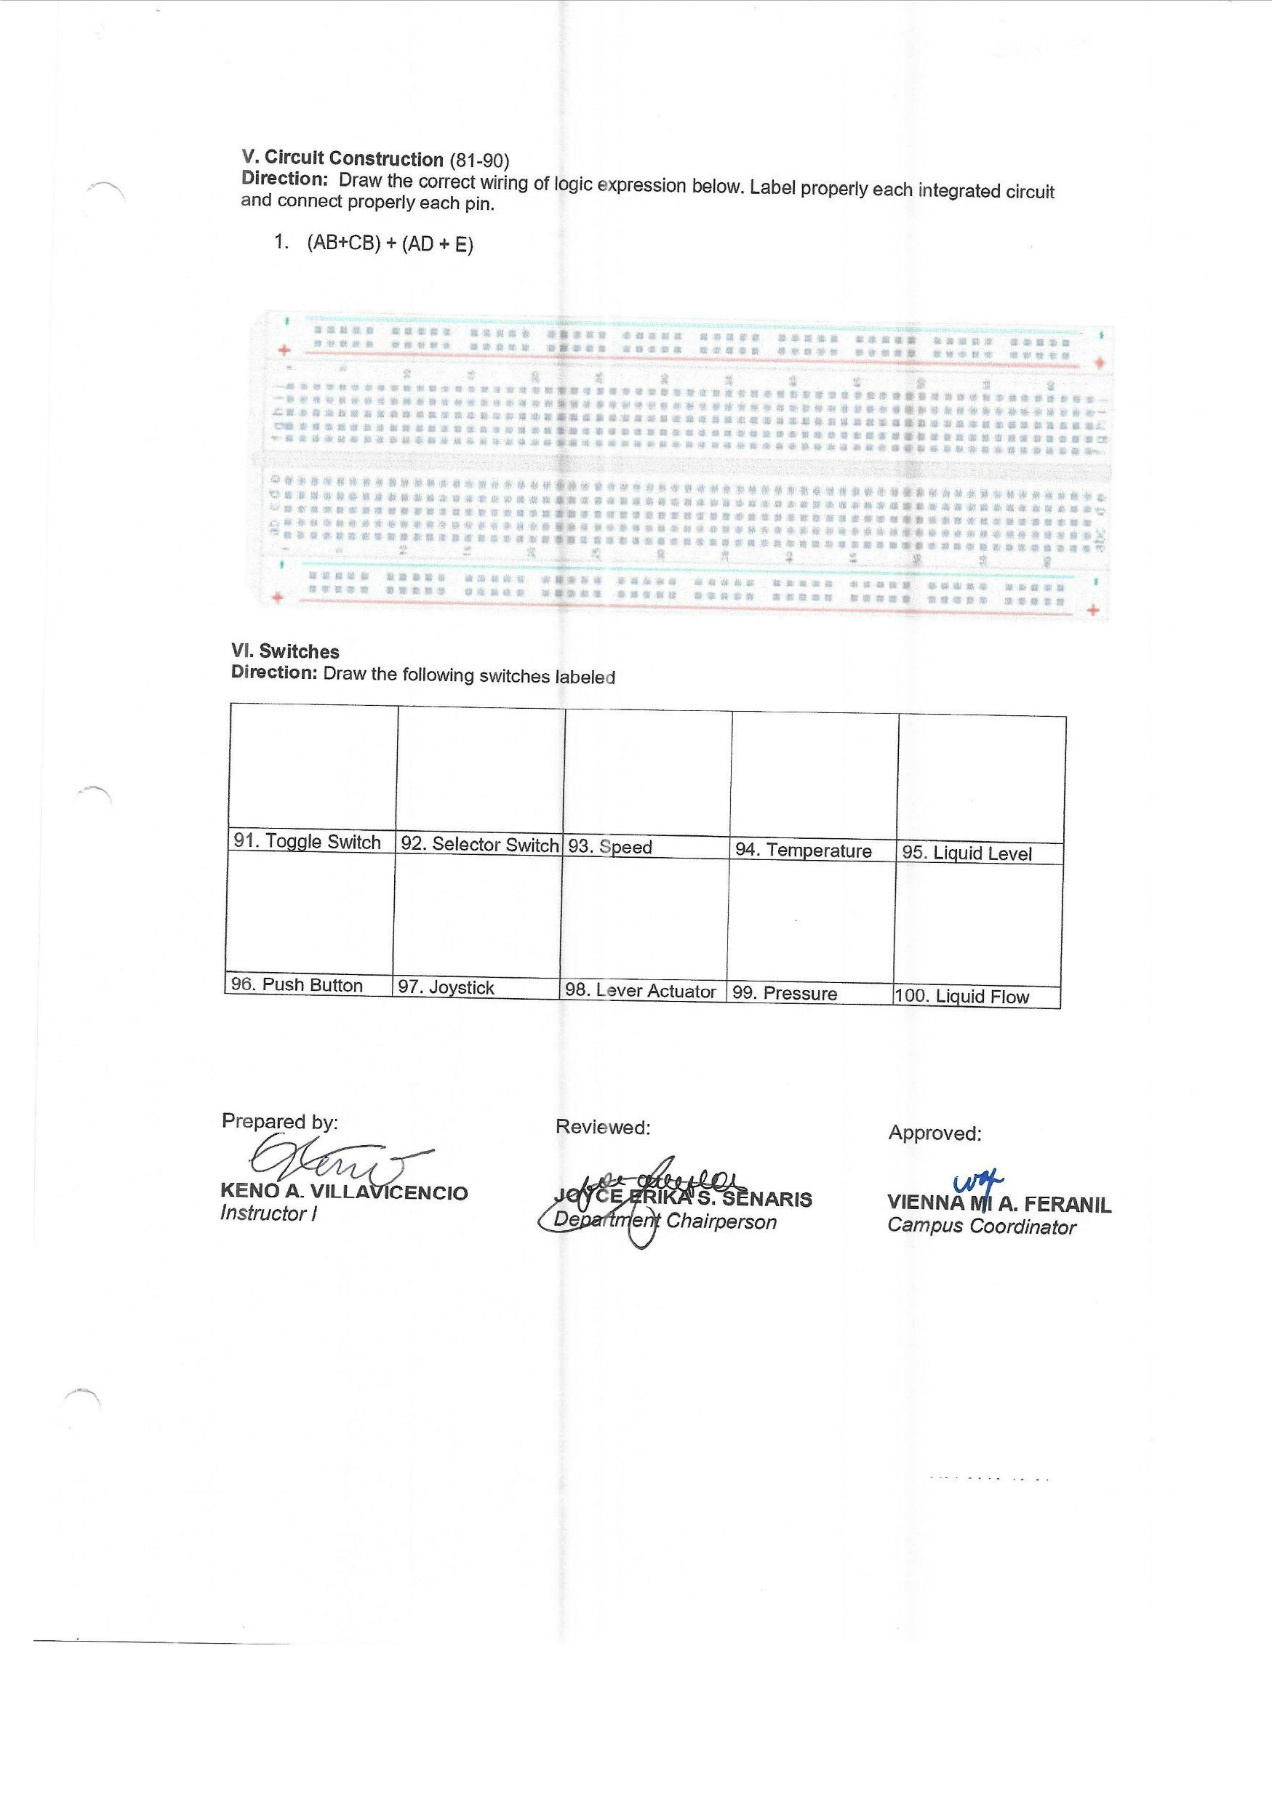 V. Circuit Construction (81-90)
Direction: Draw the correct wiring of logic expression below. Label properly each integrated circuit
and connect properly each pin.
1. (AB+CB) + (AD + E)
VI. Switches
Direction: Draw the following switches labeled
91. Toggle Switch 92. Selector Switch 93. Speed 94. Temperature 95. Liquid Level
96. Push Button 97. Joystick 98. Lever Actuator 99. Pressure 100. Liquid Flow
Prepared by: Reviewed: Approved:
KENO A. VILLAVICENCIO JOYCE ERIKA S. SENARIS VIENNA MI A. FERANIL
Instructor I Department Chairperson Campus Coordinator